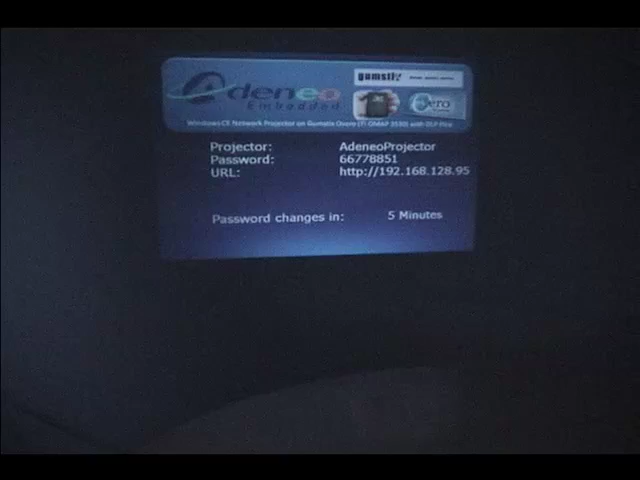 Adeneo
Embedded
gumstix
Overo
Windows CE Network Projector on Gumstix Overo (TI OMAP 3530) with DLP Pico
Projector: AdeneoProjector
Password: 66778851
URL: http://192.168.128.95
Password changes in: 5 Minutes